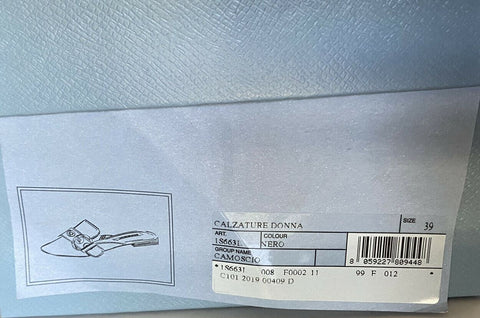 CALZATURE DONNA
SIZE
39
ART.
COLOUR
1S6631
NERO
GROUP NAME
CAMOSCIO
8 059227 809448
* 1S6631 008 F0002.11 99 F 012 *
C101 2019 00409 D